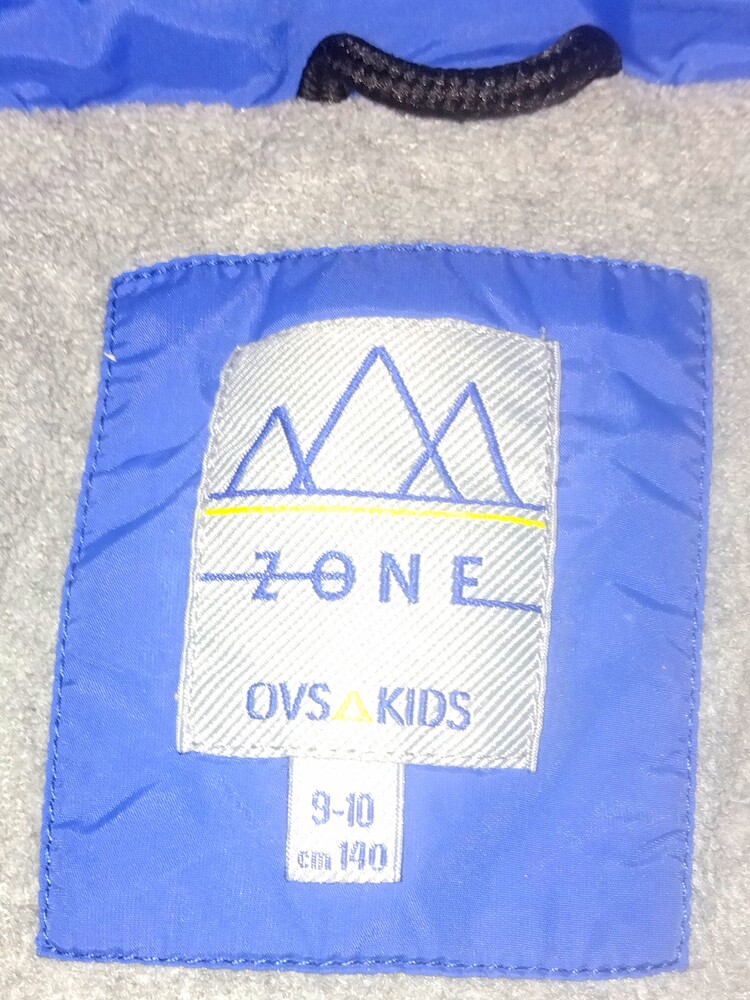 ZONE
OVS KIDS
9-10
cm 140